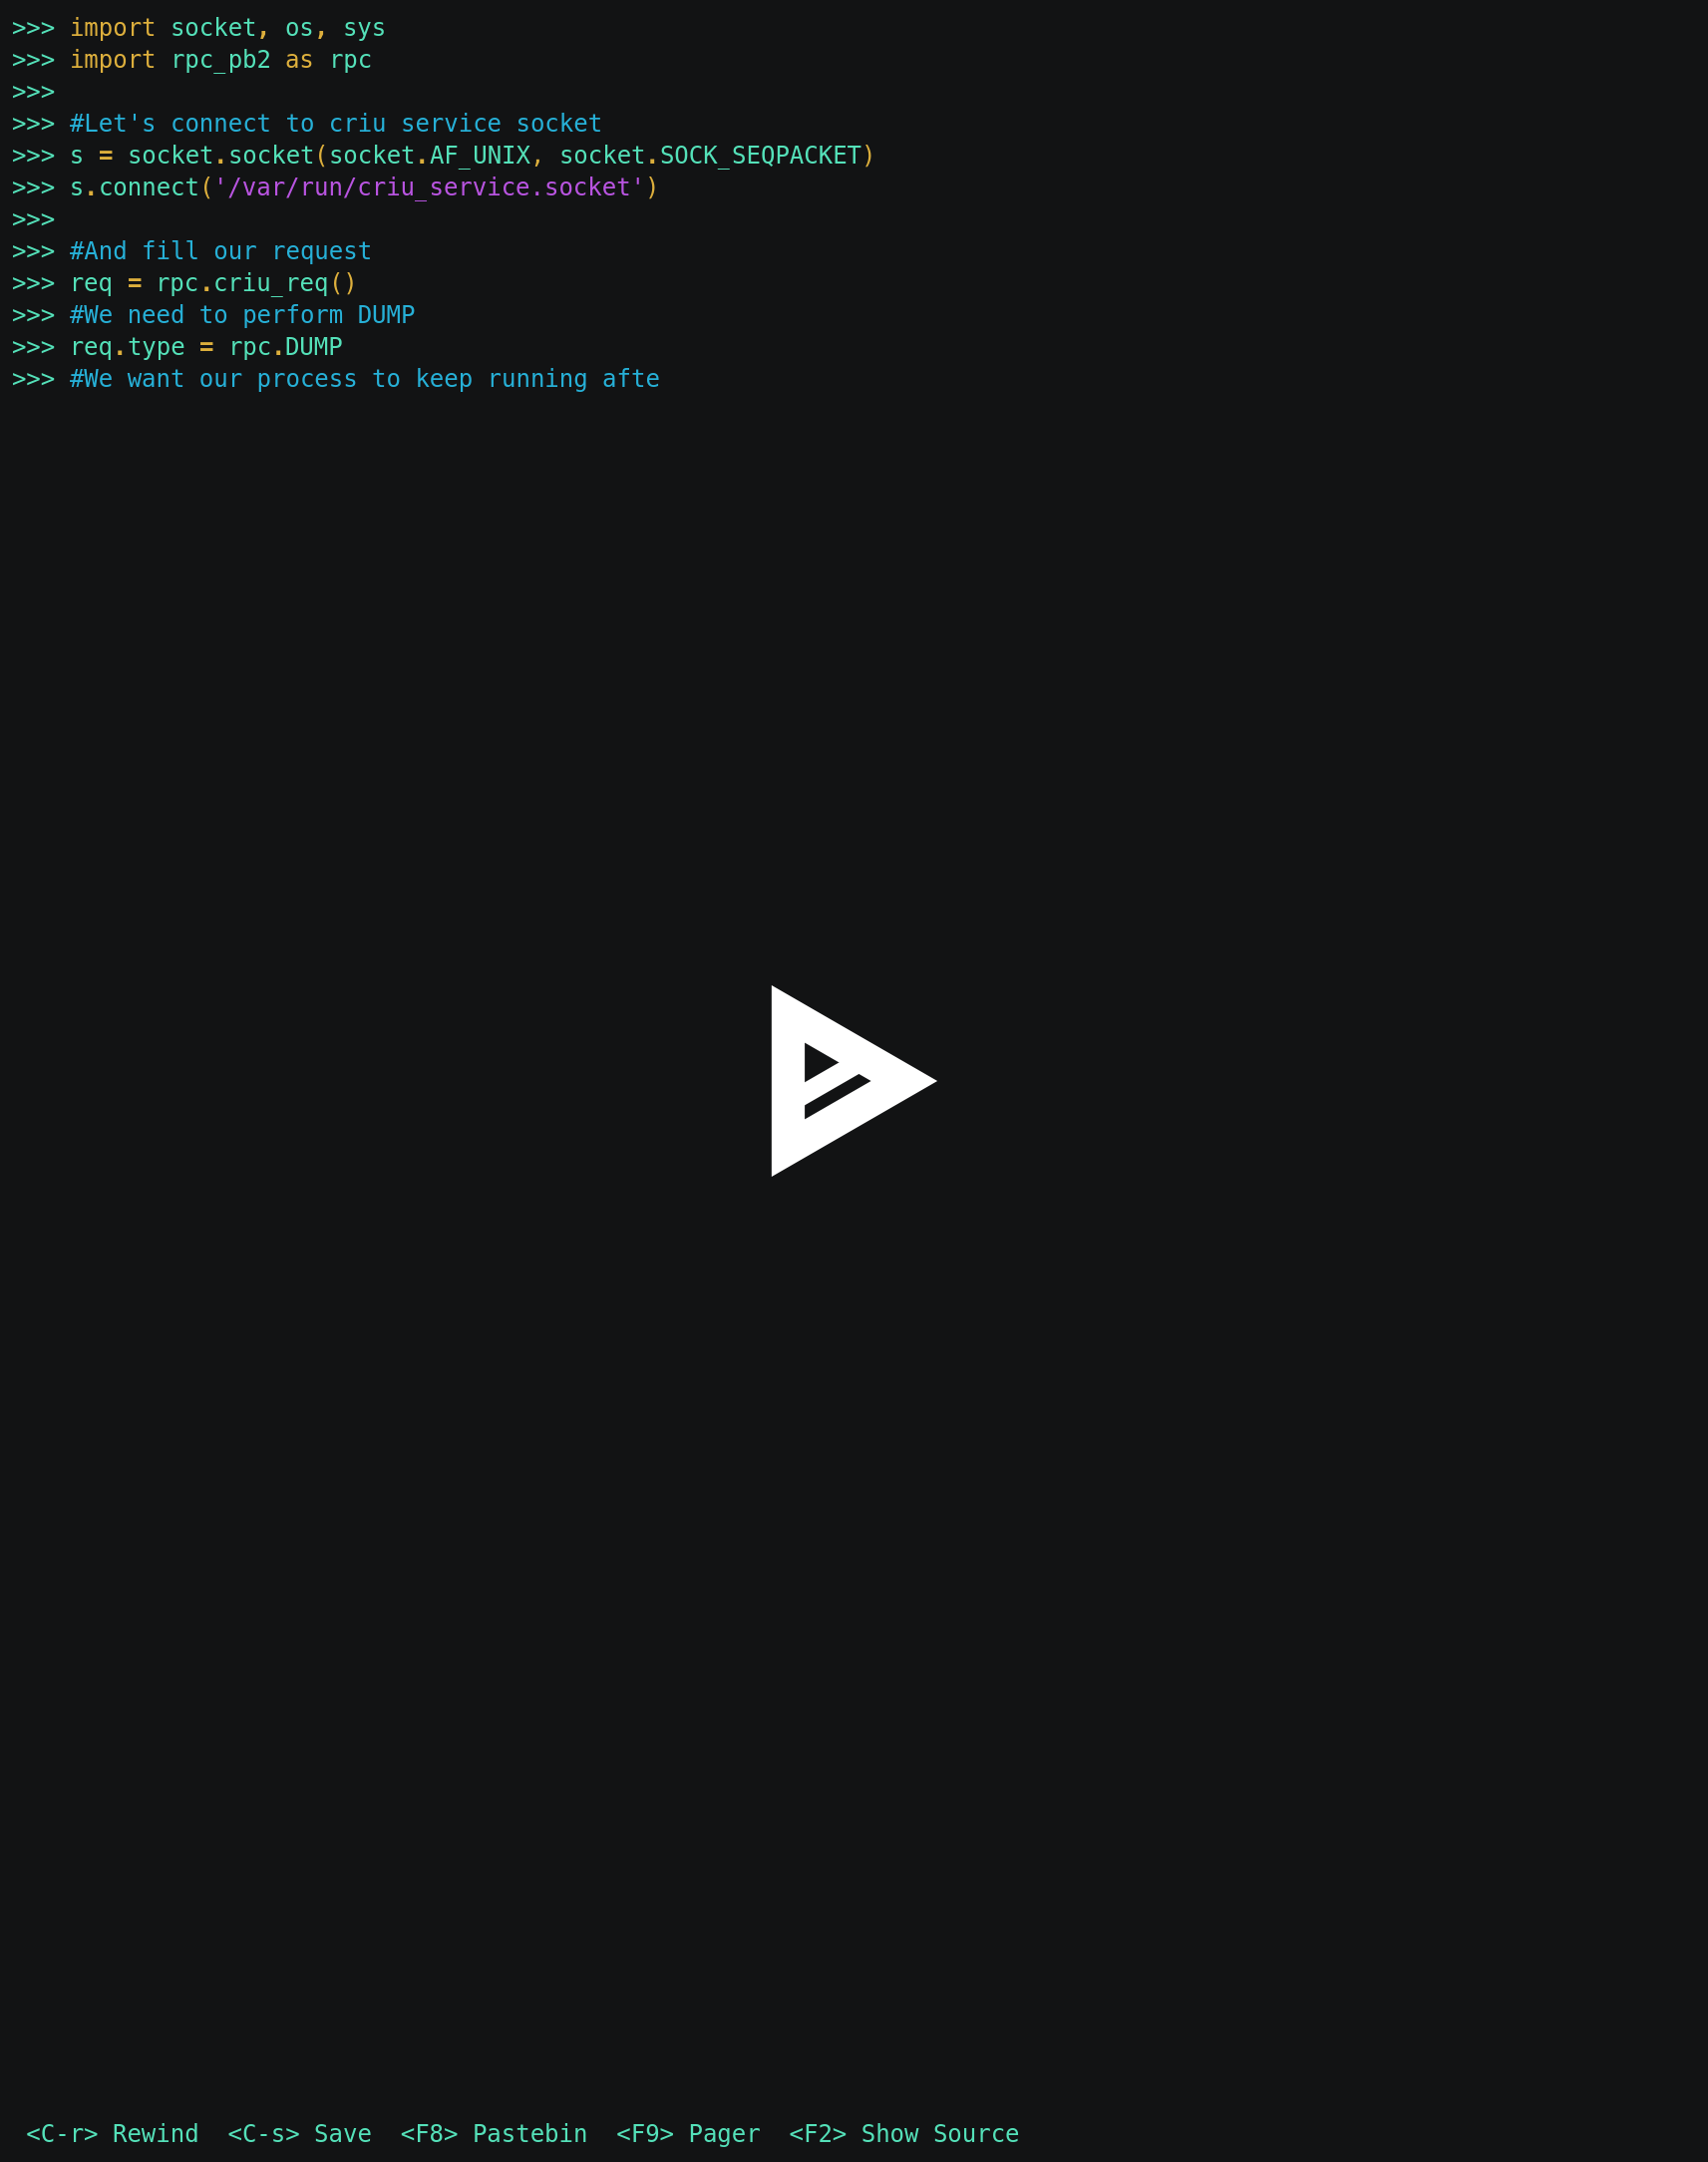 >>> import socket, os, sys
>>> import rpc_pb2 as rpc
>>>
>>> #Let's connect to criu service socket
>>> s = socket.socket(socket.AF_UNIX, socket.SOCK_SEQPACKET)
>>> s.connect('/var/run/criu_service.socket')
>>>
>>> #And fill our request
>>> req = rpc.criu_req()
>>> #We need to perform DUMP
>>> req.type = rpc.DUMP
>>> #We want our process to keep running afte
<C-r> Rewind  <C-s> Save  <F8> Pastebin  <F9> Pager  <F2> Show Source